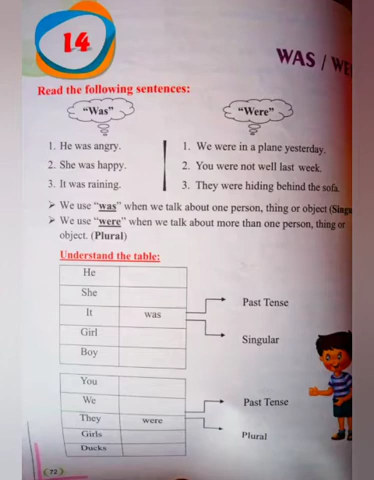 14
WAS / WE
Read the following sentences:
"Was"
"Were"
1. He was angry.
2. She was happy.
3. It was raining.
1. We were in a plane yesterday.
2. You were not well last week.
3. They were hiding behind the sofa.
➤ We use "was" when we talk about one person, thing or object (Singu
➤ We use "were" when we talk about more than one person, thing or
object. (Plural)
Understand the table:
He
She
It was
Girl
Boy
Past Tense
Singular
You
We
They were
Girls
Ducks
Past Tense
Plural
72